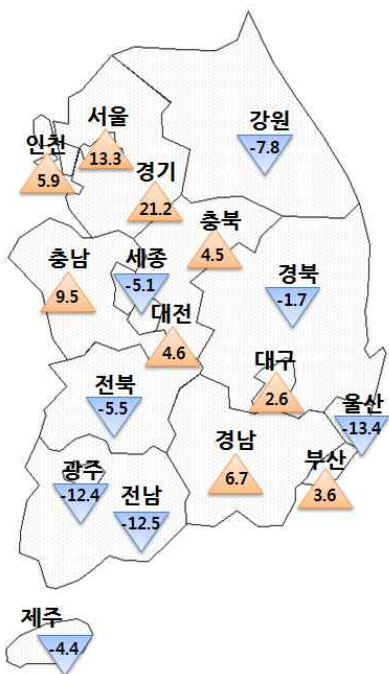 서울
13.3
인천
5.9
경기
21.2
강원
-7.8
충북
4.5
충남
9.5
세종
-5.1
경북
-1.7
대전
4.6
대구
2.6
전북
-5.5
울산
-13.4
경남
6.7
부산
3.6
광주
-12.4
전남
-12.5
제주
-4.4